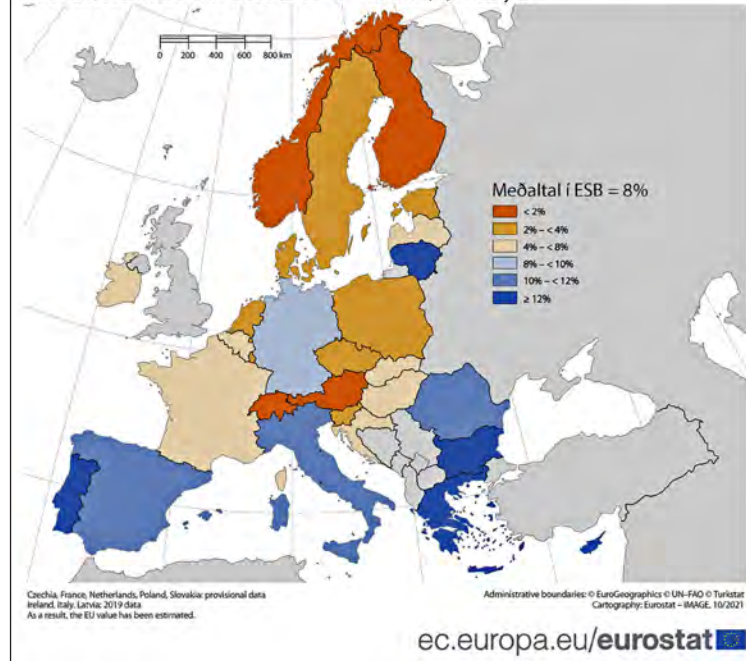 0 200 400 600 800 km
Meðaltal í ESB = 8%
< 2%
2% – < 4%
4% – < 8%
8% – < 10%
10% – < 12%
≥ 12%
Czechia, France, Netherlands, Poland, Slovakia: provisional data
Ireland, Italy, Latvia: 2019 data
As a result, the EU value has been estimated.
Administrative boundaries: © EuroGeographics © UN–FAO © Turkstat
Cartography: Eurostat – IMAGE, 10/2021
ec.europa.eu/eurostat